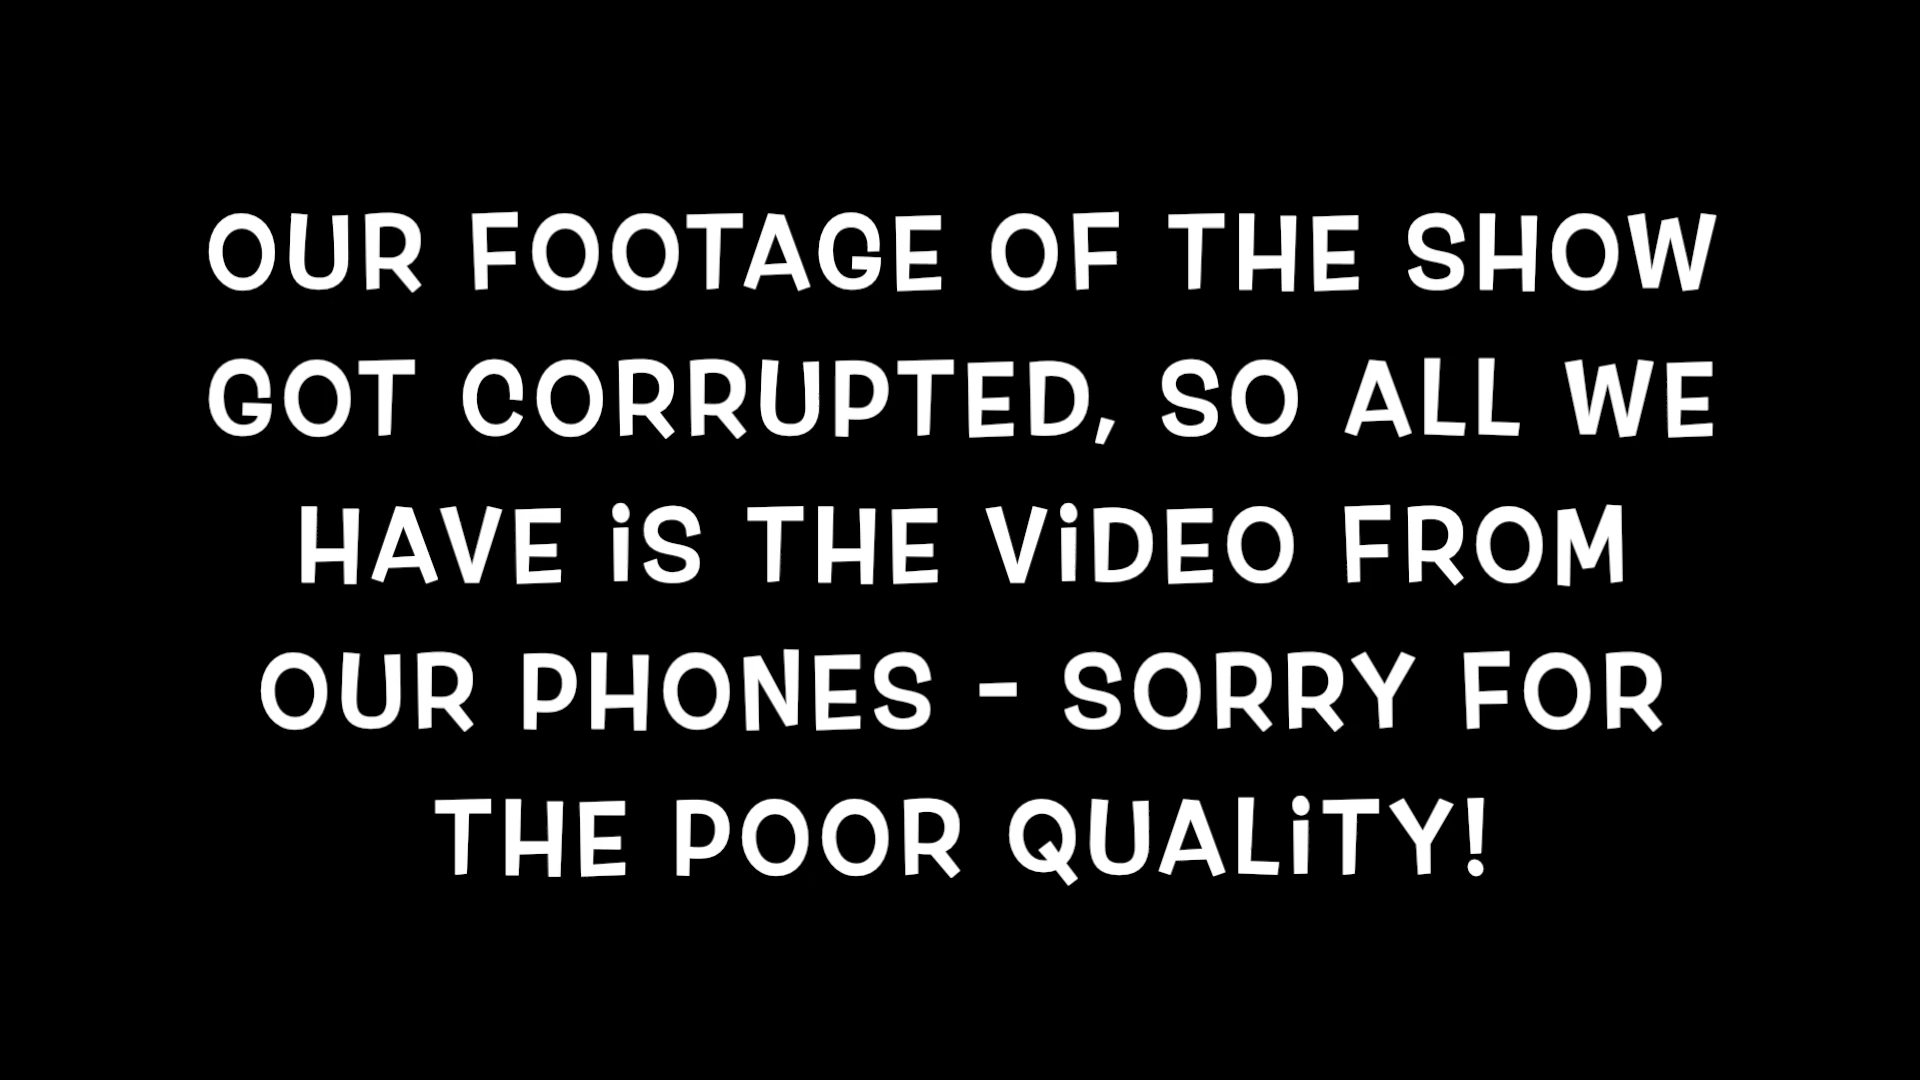 OUR FOOTAGE OF THE SHOW
GOT CORRUPTED, SO ALL WE
HAVE iS THE ViDEO FROM
OUR PHONES - SORRY FOR
THE POOR QUALiTY!